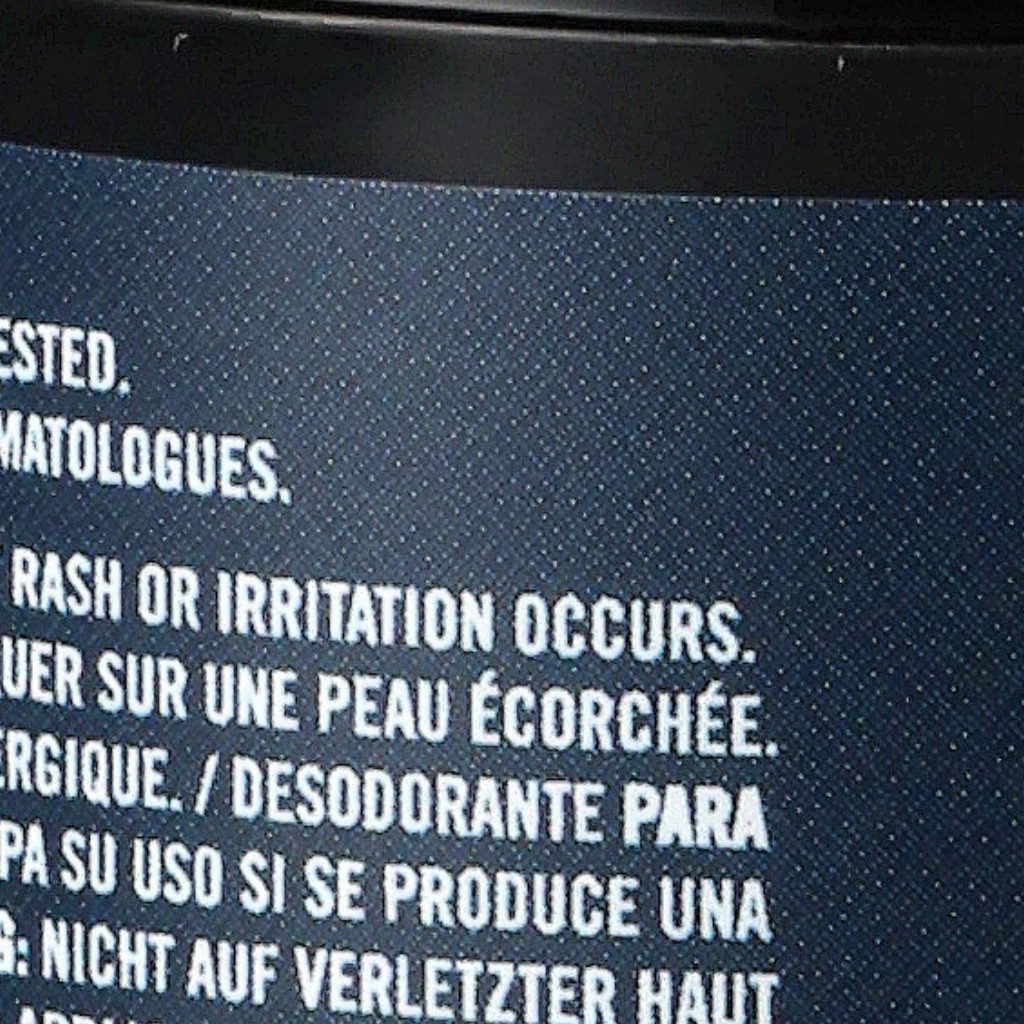 ESTED.
MATOLOGUES.
RASH OR IRRITATION OCCURS.
UER SUR UNE PEAU ÉCORCHÉE.
ERGIQUE. / DESODORANTE PARA
PA SU USO SI SE PRODUCE UNA
G: NICHT AUF VERLETZTER HAUT